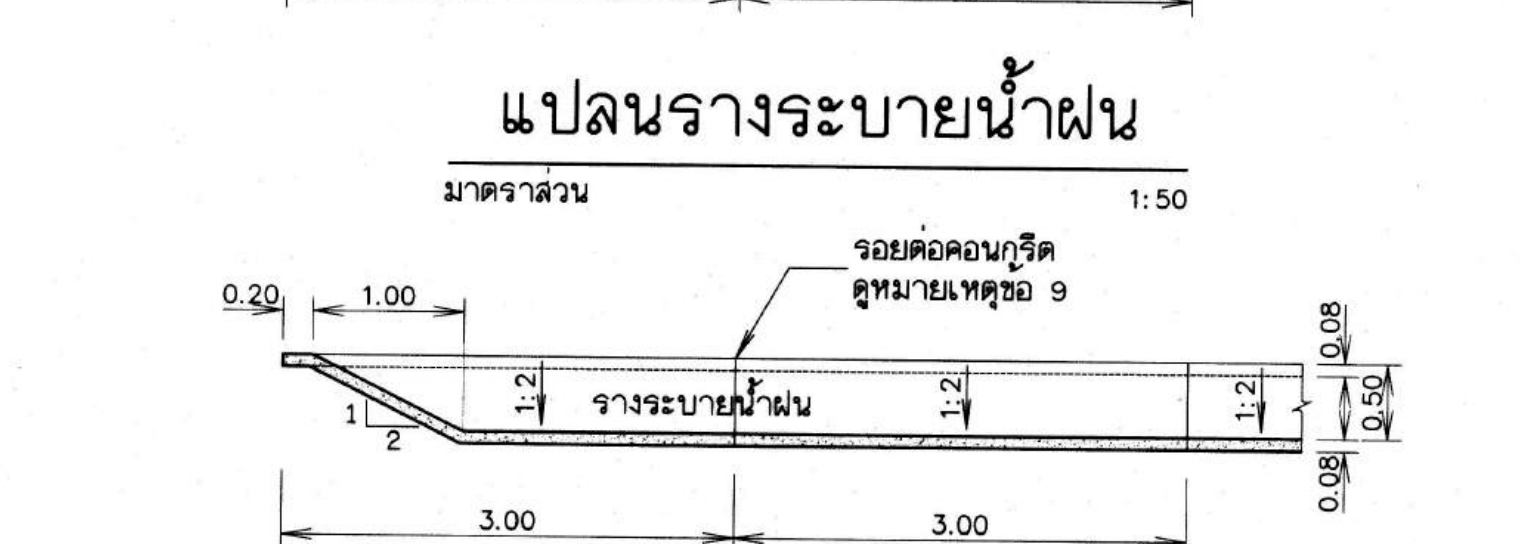 แปลนรางระบายน้ำฝน
มาตราส่วน 1:50
รอยต่อคอนกรีต
ดูหมายเหตุข้อ 9
0.20 1.00
0.08
1:2 รางระบายน้ำฝน 1:2 1:2 0.50
1
2
0.08
3.00 3.00